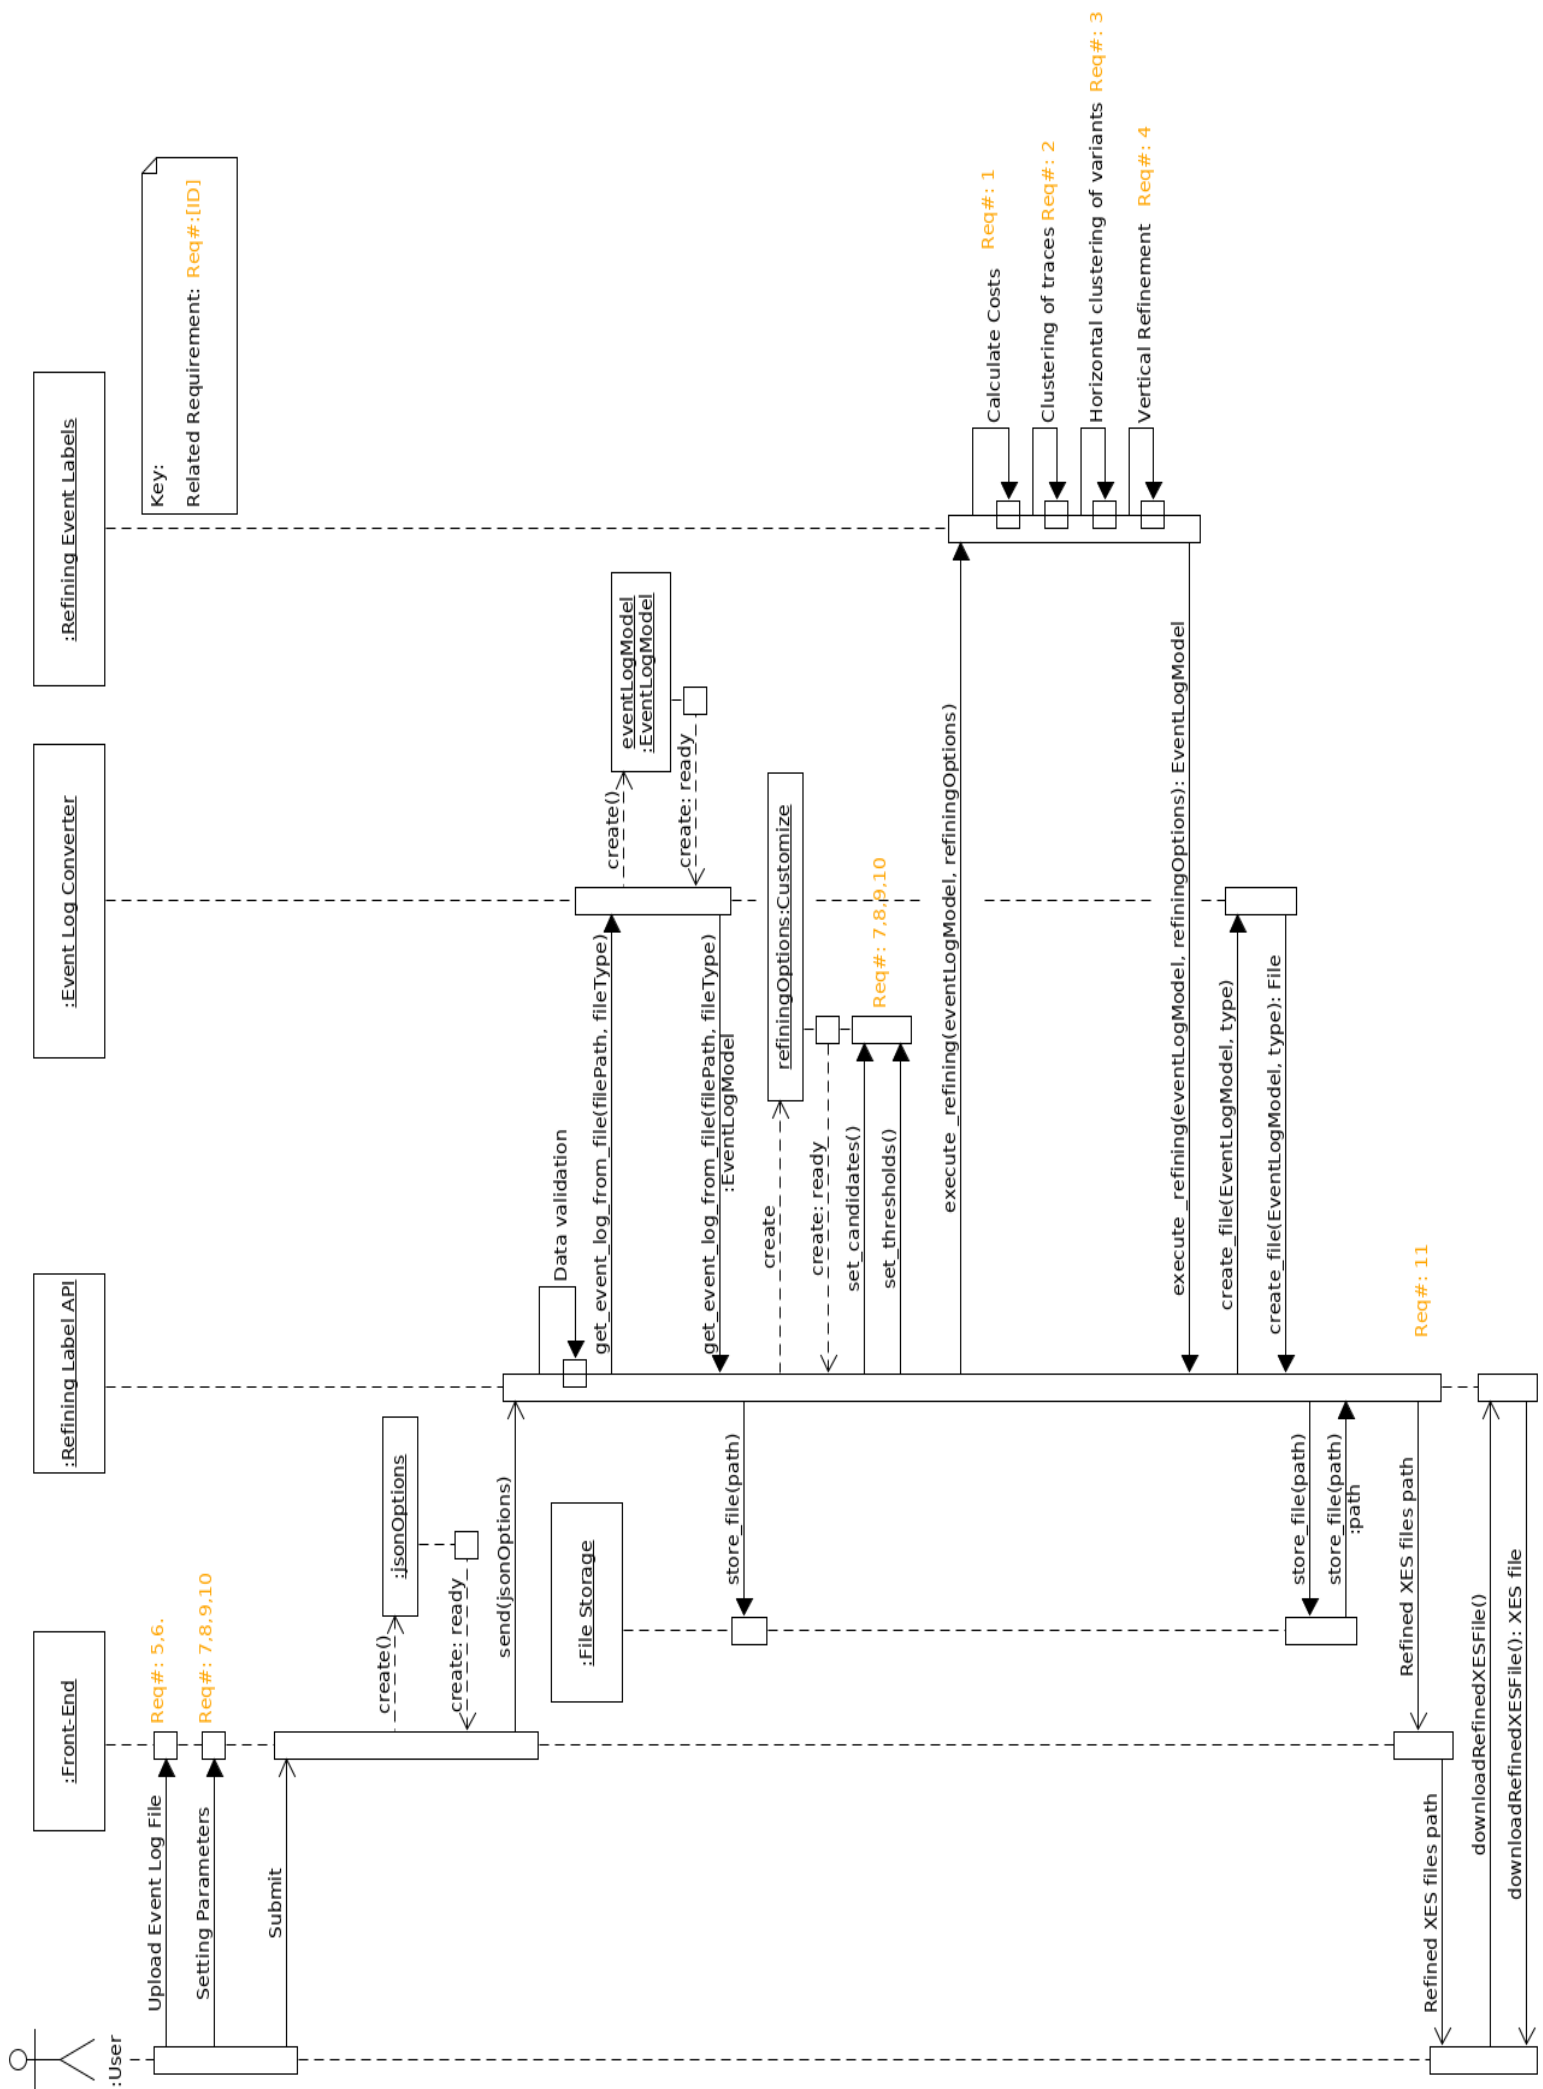 :User
:Front-End
:Refining Label API
:Event Log Converter
:Refining Event Labels
Key:
Related Requirement: Req#:[ID]
Upload Event Log File
Req#: 5,6.
Setting Parameters
Req#: 7,8,9,10
Submit
create()
:jsonOptions
create: ready
send(jsonOptions)
Data validation
:File Storage
get_event_log_from_file(filePath, fileType)
create()
eventLogModel
:EventLogModel
create: ready
get_event_log_from_file(filePath, fileType)
:EventLogModel
store_file(path)
create
refiningOptions:Customize
create: ready
set_candidates()
Req#: 7,8,9,10
set_thresholds()
execute _refining(eventLogModel, refiningOptions)
Calculate Costs Req#: 1
Clustering of traces Req#: 2
Horizontal clustering of variants Req#: 3
Vertical Refinement Req#: 4
execute _refining(eventLogModel, refiningOptions): EventLogModel
create_file(EventLogModel, type)
create_file(EventLogModel, type): File
store_file(path)
store_file(path)
:path
Refined XES files path
Req#: 11
Refined XES files path
downloadRefinedXESFile()
downloadRefinedXESFile(): XES file